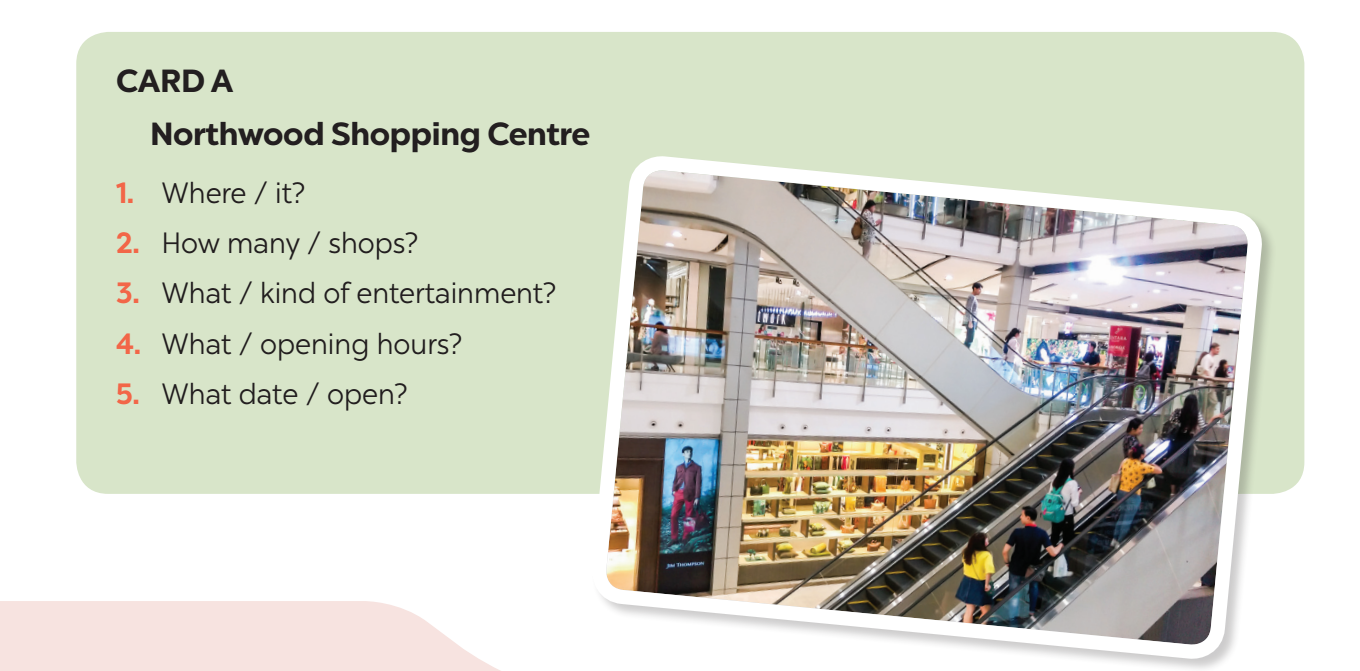 CARD A
Northwood Shopping Centre
1. Where / it?
2. How many / shops?
3. What / kind of entertainment?
4. What / opening hours?
5. What date / open?
JIM THOMPSON